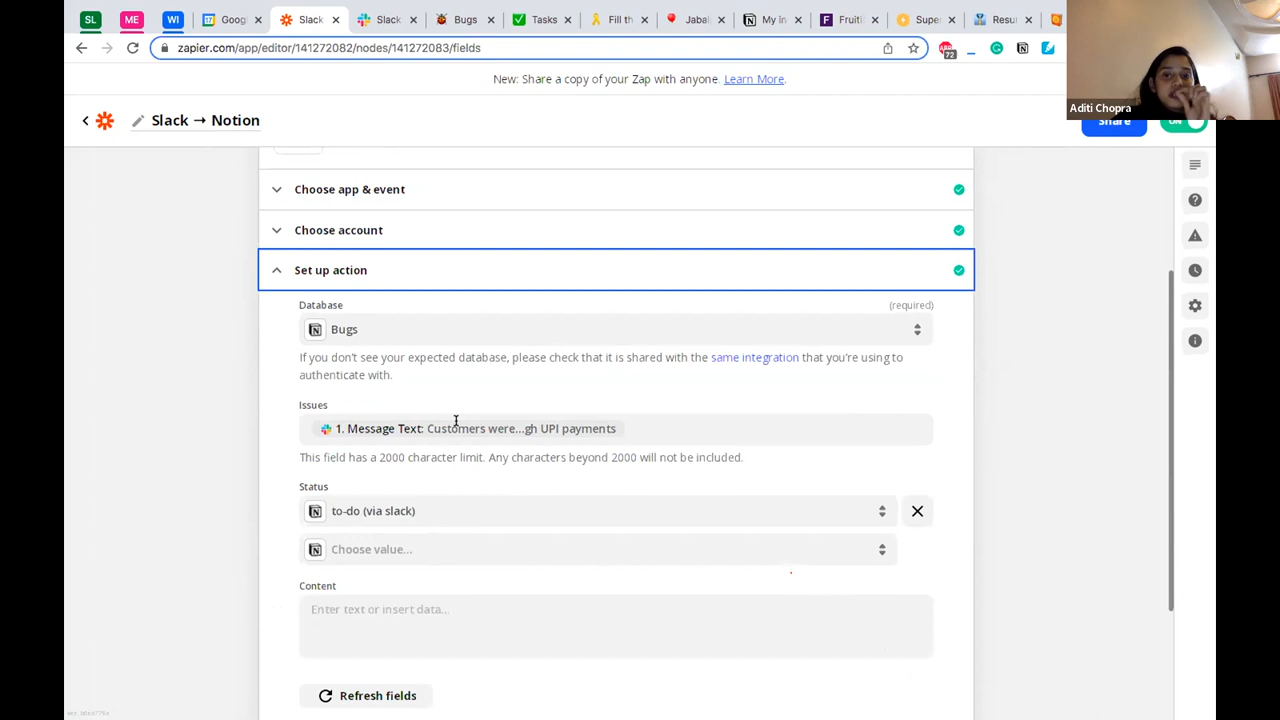 SL
ME
WI
Googl
Slack
Slack
Bugs
Tasks
Fill th
Jabal
My in
Fruiti
Super
Resur
zapier.com/app/editor/141272082/nodes/141272083/fields
72
New: Share a copy of your Zap with anyone. Learn More.
Aditi Chopra
Slack → Notion
Share
ON
Choose app & event
Choose account
Set up action
Database
(required)
Bugs
If you don't see your expected database, please check that it is shared with the same integration that you're using to
authenticate with.
Issues
1. Message Text: Customers were...gh UPI payments
This field has a 2000 character limit. Any characters beyond 2000 will not be included.
Status
to-do (via slack)
Choose value...
Content
Enter text or insert data...
Refresh fields